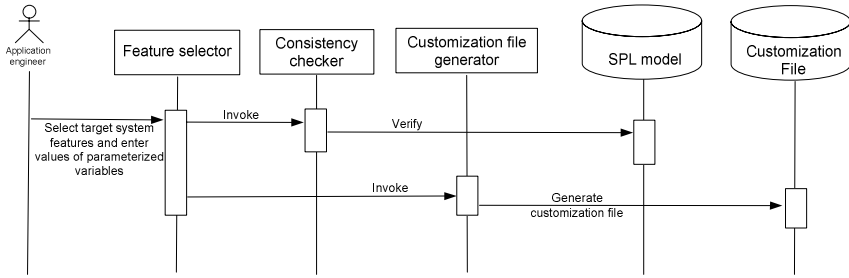 Application
engineer
Feature selector
Consistency
checker
Customization file
generator
SPL model
Customization
File
Select target system
features and enter
values of parameterized
variables
Invoke
Verify
Invoke
Generate
customization file